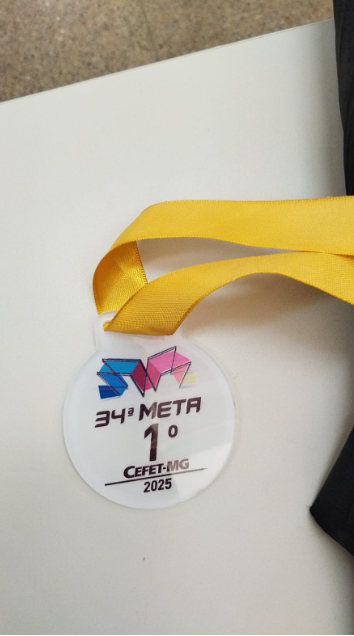 34ª META
1º
CEFET-MG
2025